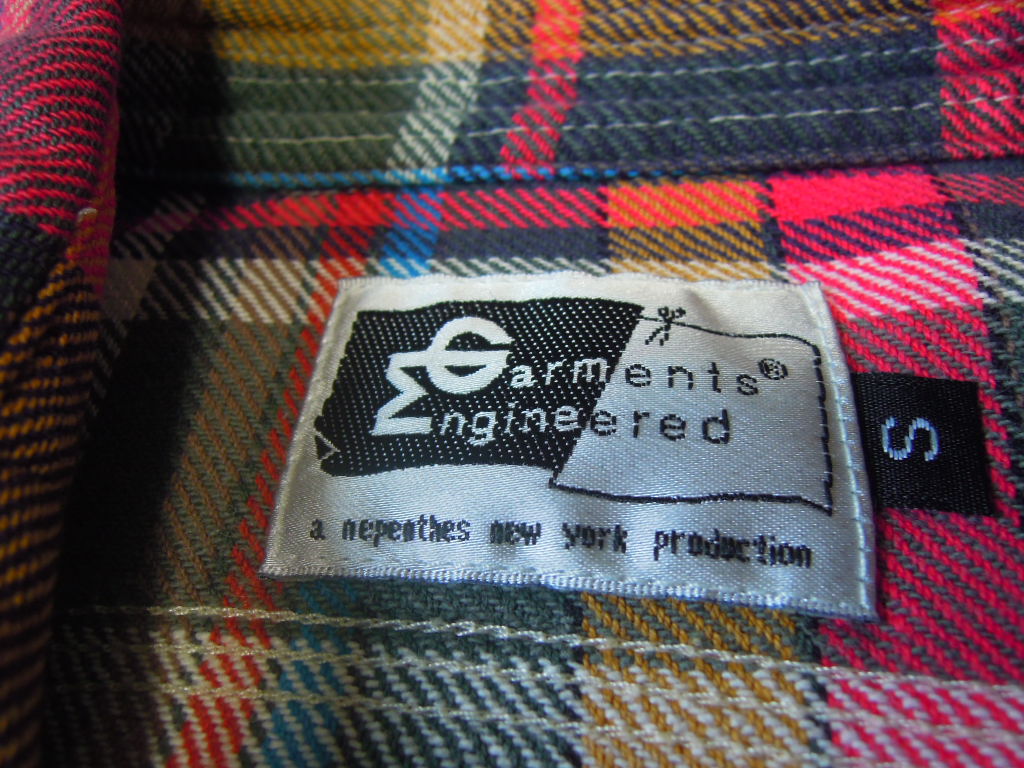 Engineered
Garments®
a nepenthes new york production
S